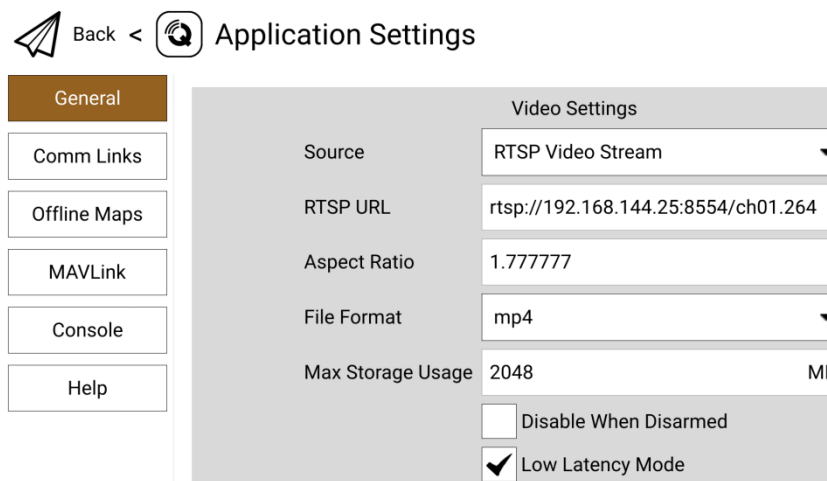 Back < Application Settings
General
Comm Links
Offline Maps
MAVLink
Console
Help
Video Settings
Source RTSP Video Stream
RTSP URL rtsp://192.168.144.25:8554/ch01.264
Aspect Ratio 1.777777
File Format mp4
Max Storage Usage 2048
Disable When Disarmed
Low Latency Mode